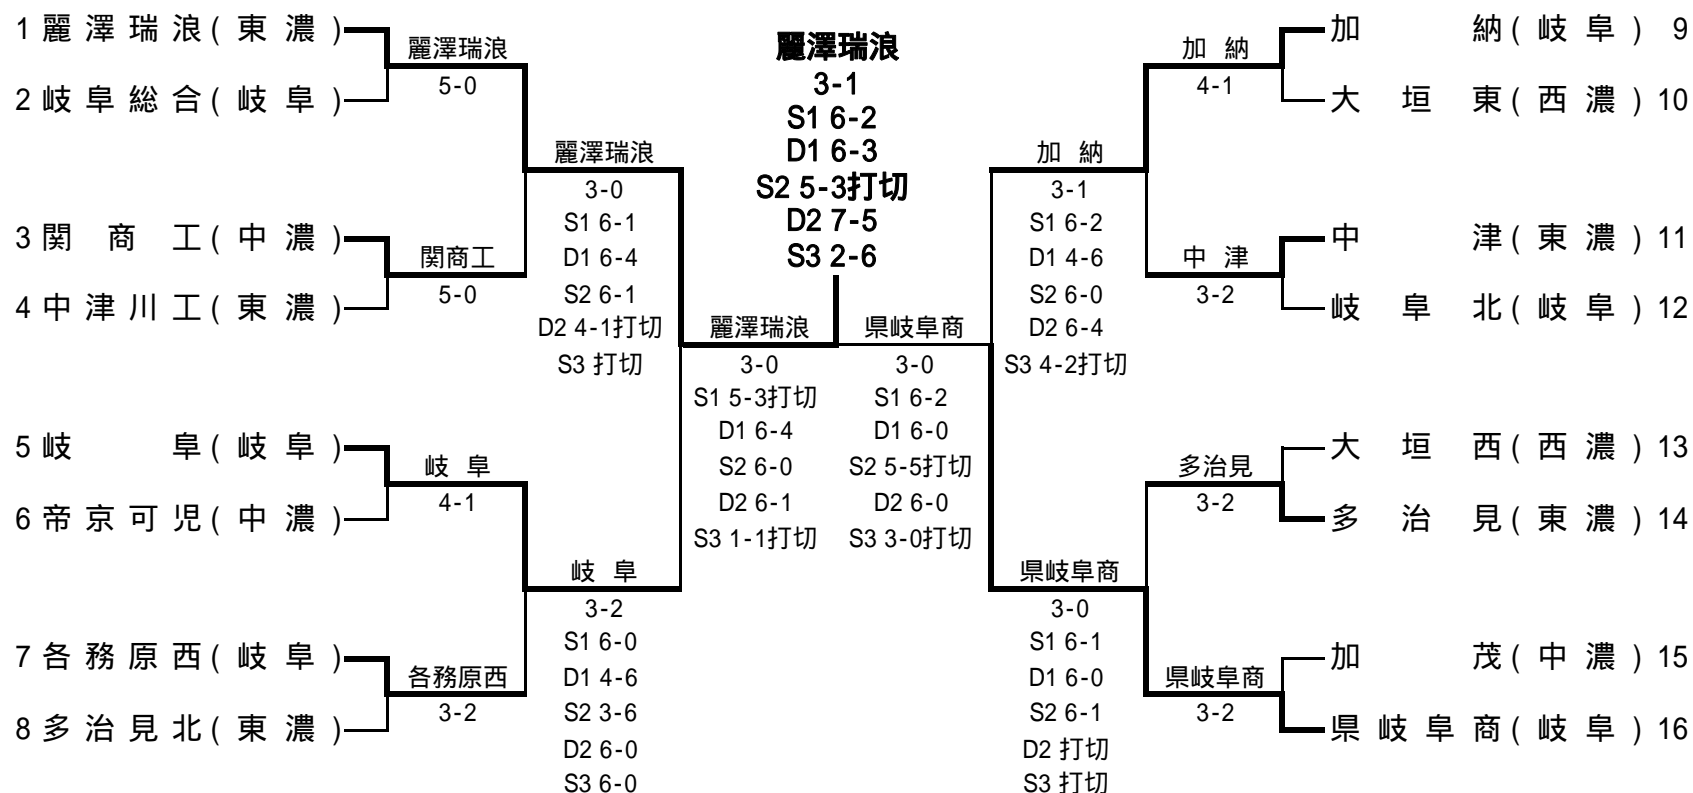 1 麗澤瑞浪(東濃)
麗澤瑞浪
5-0
2 岐阜総合(岐阜)
麗澤瑞浪
3-0
S1 6-1
D1 6-4
S2 6-1
D2 4-1打切
S3 打切
3 関商工(中濃)
関商工
5-0
4 中津川工(東濃)
麗澤瑞浪
3-0
S1 5-3打切
D1 6-4
S2 6-0
D2 6-1
S3 1-1打切
5 岐阜(岐阜)
岐阜
4-1
6 帝京可児(中濃)
岐阜
3-2
S1 6-0
D1 4-6
S2 3-6
D2 6-0
S3 6-0
7 各務原西(岐阜)
各務原西
3-2
8 多治見北(東濃)
麗澤瑞浪
3-1
S1 6-2
D1 6-3
S2 5-3打切
D2 7-5
S3 2-6
加納(岐阜) 9
加納
4-1
大垣東(西濃) 10
加納
3-1
S1 6-2
D1 4-6
S2 6-0
D2 6-4
S3 4-2打切
中津(東濃) 11
中津
3-2
岐阜北(岐阜) 12
県岐阜商
3-0
S1 6-2
D1 6-0
S2 5-5打切
D2 6-0
S3 3-0打切
大垣西(西濃) 13
多治見
3-2
多治見(東濃) 14
県岐阜商
3-0
S1 6-1
D1 6-0
S2 6-1
D2 打切
S3 打切
加茂(中濃) 15
県岐阜商
3-2
県岐阜商(岐阜) 16